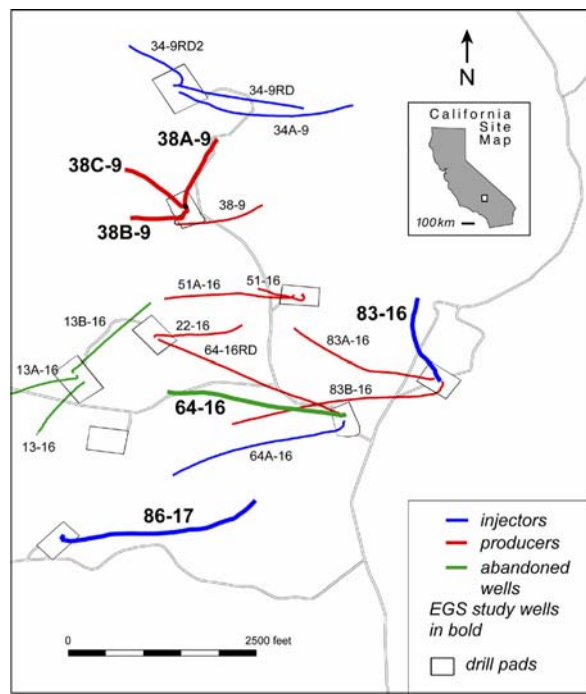 34-9RD2
34-9RD
34A-9
N
California
Site
Map
100km
38A-9
38C-9
38B-9
38-9
51A-16
51-16
83-16
13B-16
22-16
83A-16
64-16RD
13A-16
83B-16
64-16
13-16
64A-16
86-17
injectors
producers
abandoned
wells
EGS study wells
in bold
drill pads
0
2500 feet